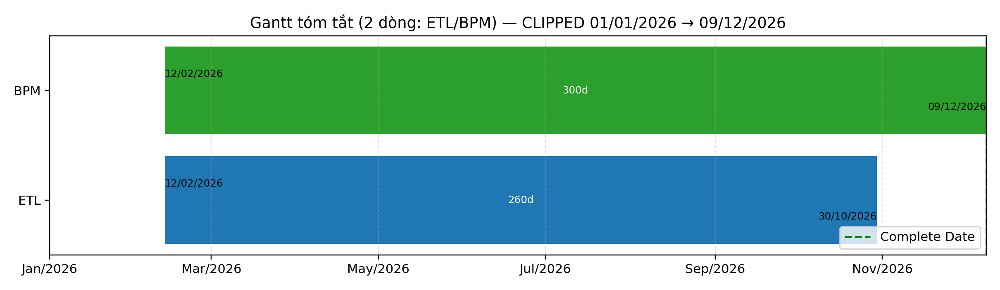 Gantt tóm tắt (2 dòng: ETL/BPM) — CLIPPED 01/01/2026 → 09/12/2026
12/02/2026
BPM
300d
09/12/2026
12/02/2026
ETL
260d
30/10/2026
Complete Date
Jan/2026 Mar/2026 May/2026 Jul/2026 Sep/2026 Nov/2026